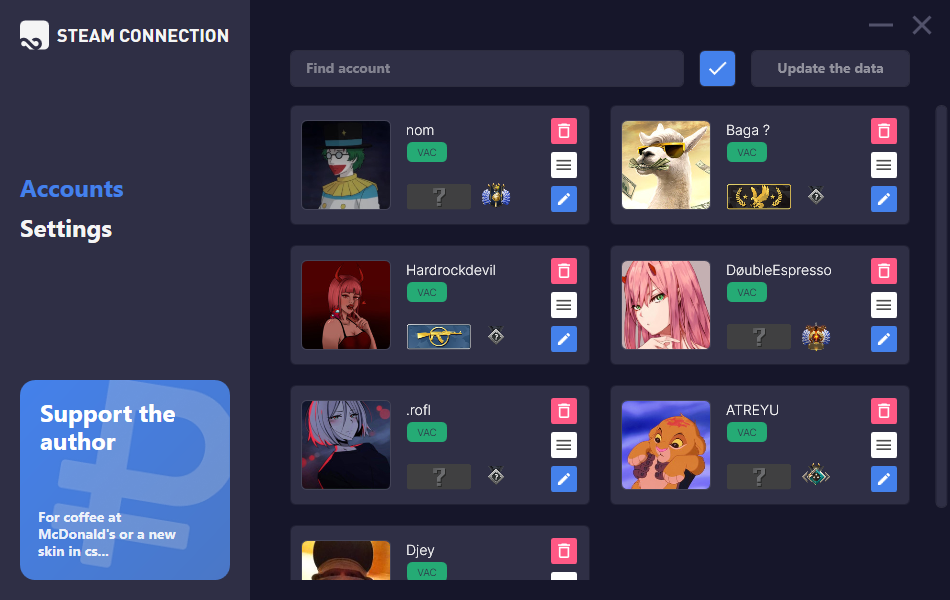 STEAM CONNECTION
Find account
Update the data
Accounts
Settings
nom
VAC
?
Baga ?
VAC
?
Hardrockdevil
VAC
?
DøubleEspresso
VAC
?
.rofl
VAC
?
?
ATREYU
VAC
?
Djey
VAC
Support the
author
For coffee at
McDonald's or a new
skin in cs...